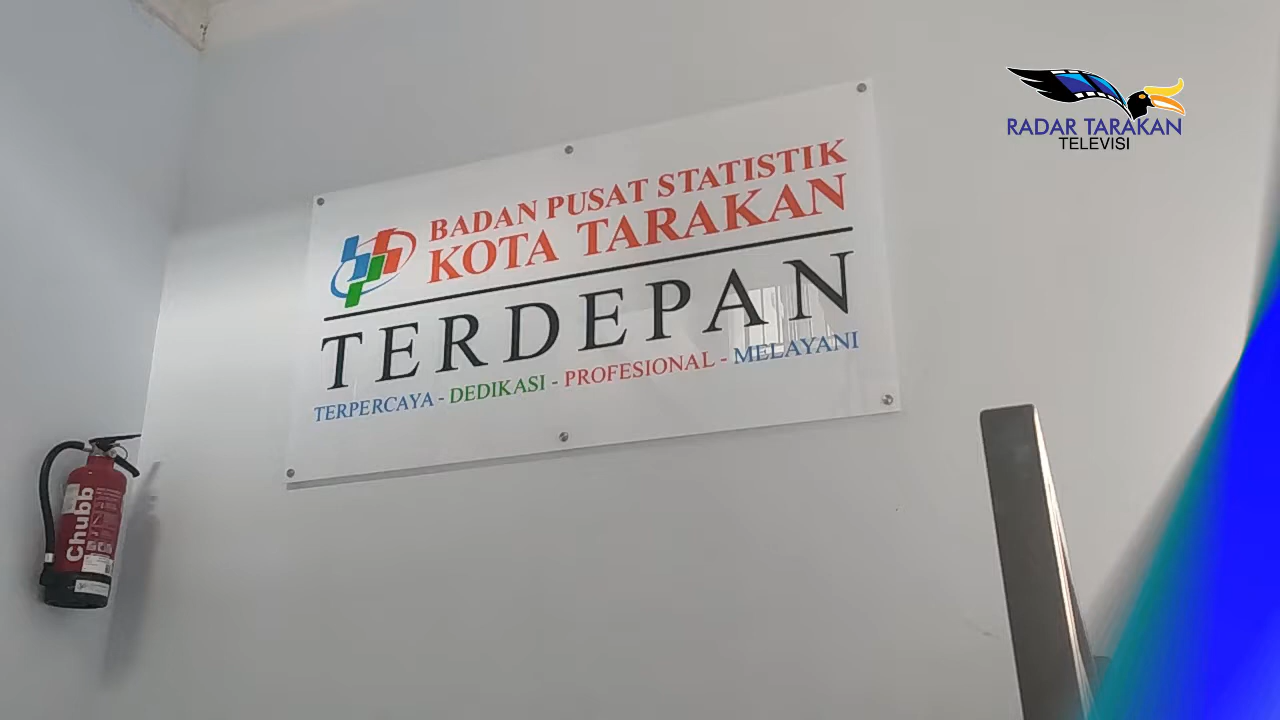 RADAR TARAKAN
TELEVISI
BADAN PUSAT STATISTIK
KOTA TARAKAN
TERDEPAN
TERPERCAYA - DEDIKASI - PROFESIONAL - MELAYANI
Chubb